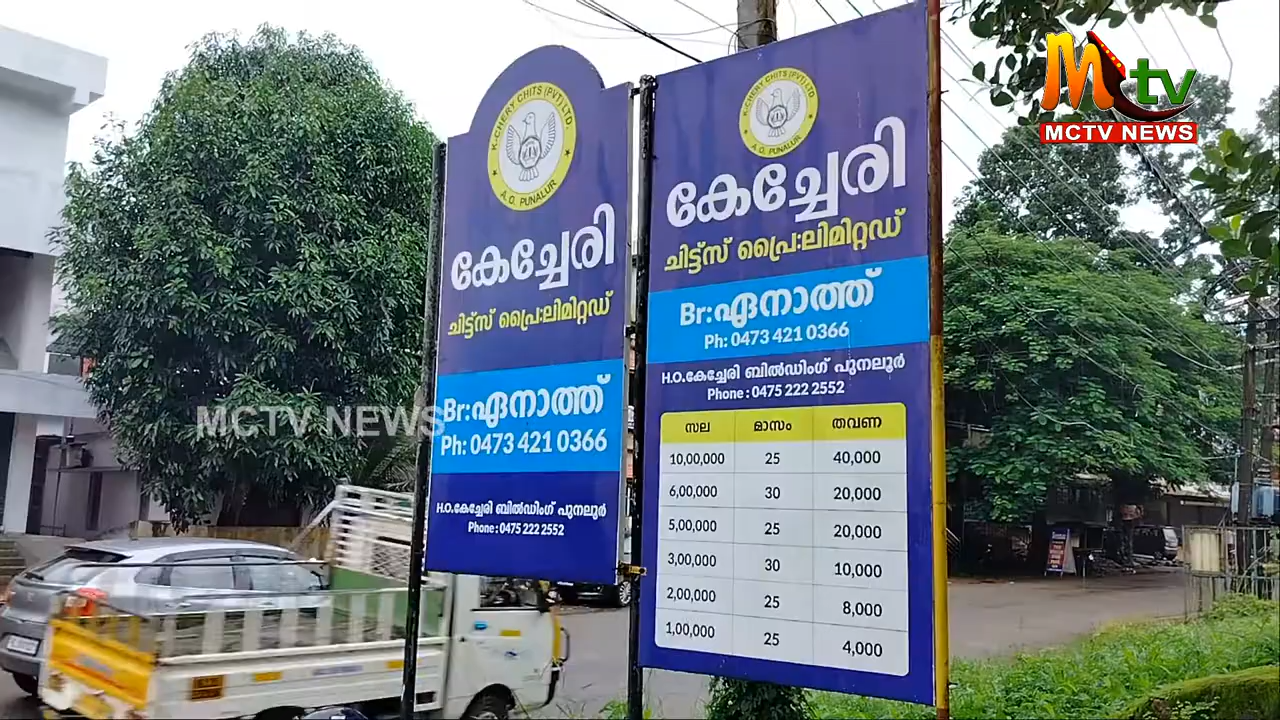 K-CHERY CHITS (PVT) LTD
A.O. PUNALUR
കേച്ചേരി
ചിട്ട്സ് പ്രൈ:ലിമിറ്റഡ്
Br:ഏനാത്ത്
Ph: 0473 421 0366
H.O.കേച്ചേരി ബിൽഡിംഗ് പുനലൂർ
Phone : 0475 222 2552
K-CHERY CHITS (PVT) LTD
A.O. PUNALUR
കേച്ചേരി
ചിട്ട്സ് പ്രൈ:ലിമിറ്റഡ്
Br:ഏനാത്ത്
Ph: 0473 421 0366
H.O.കേച്ചേരി ബിൽഡിംഗ് പുനലൂർ
Phone : 0475 222 2552
സല മാസം തവണ
10,00,000 25 40,000
6,00,000 30 20,000
5,00,000 25 20,000
3,00,000 30 10,000
2,00,000 25 8,000
1,00,000 25 4,000
Mctv
MCTV NEWS
MCTV NEWS